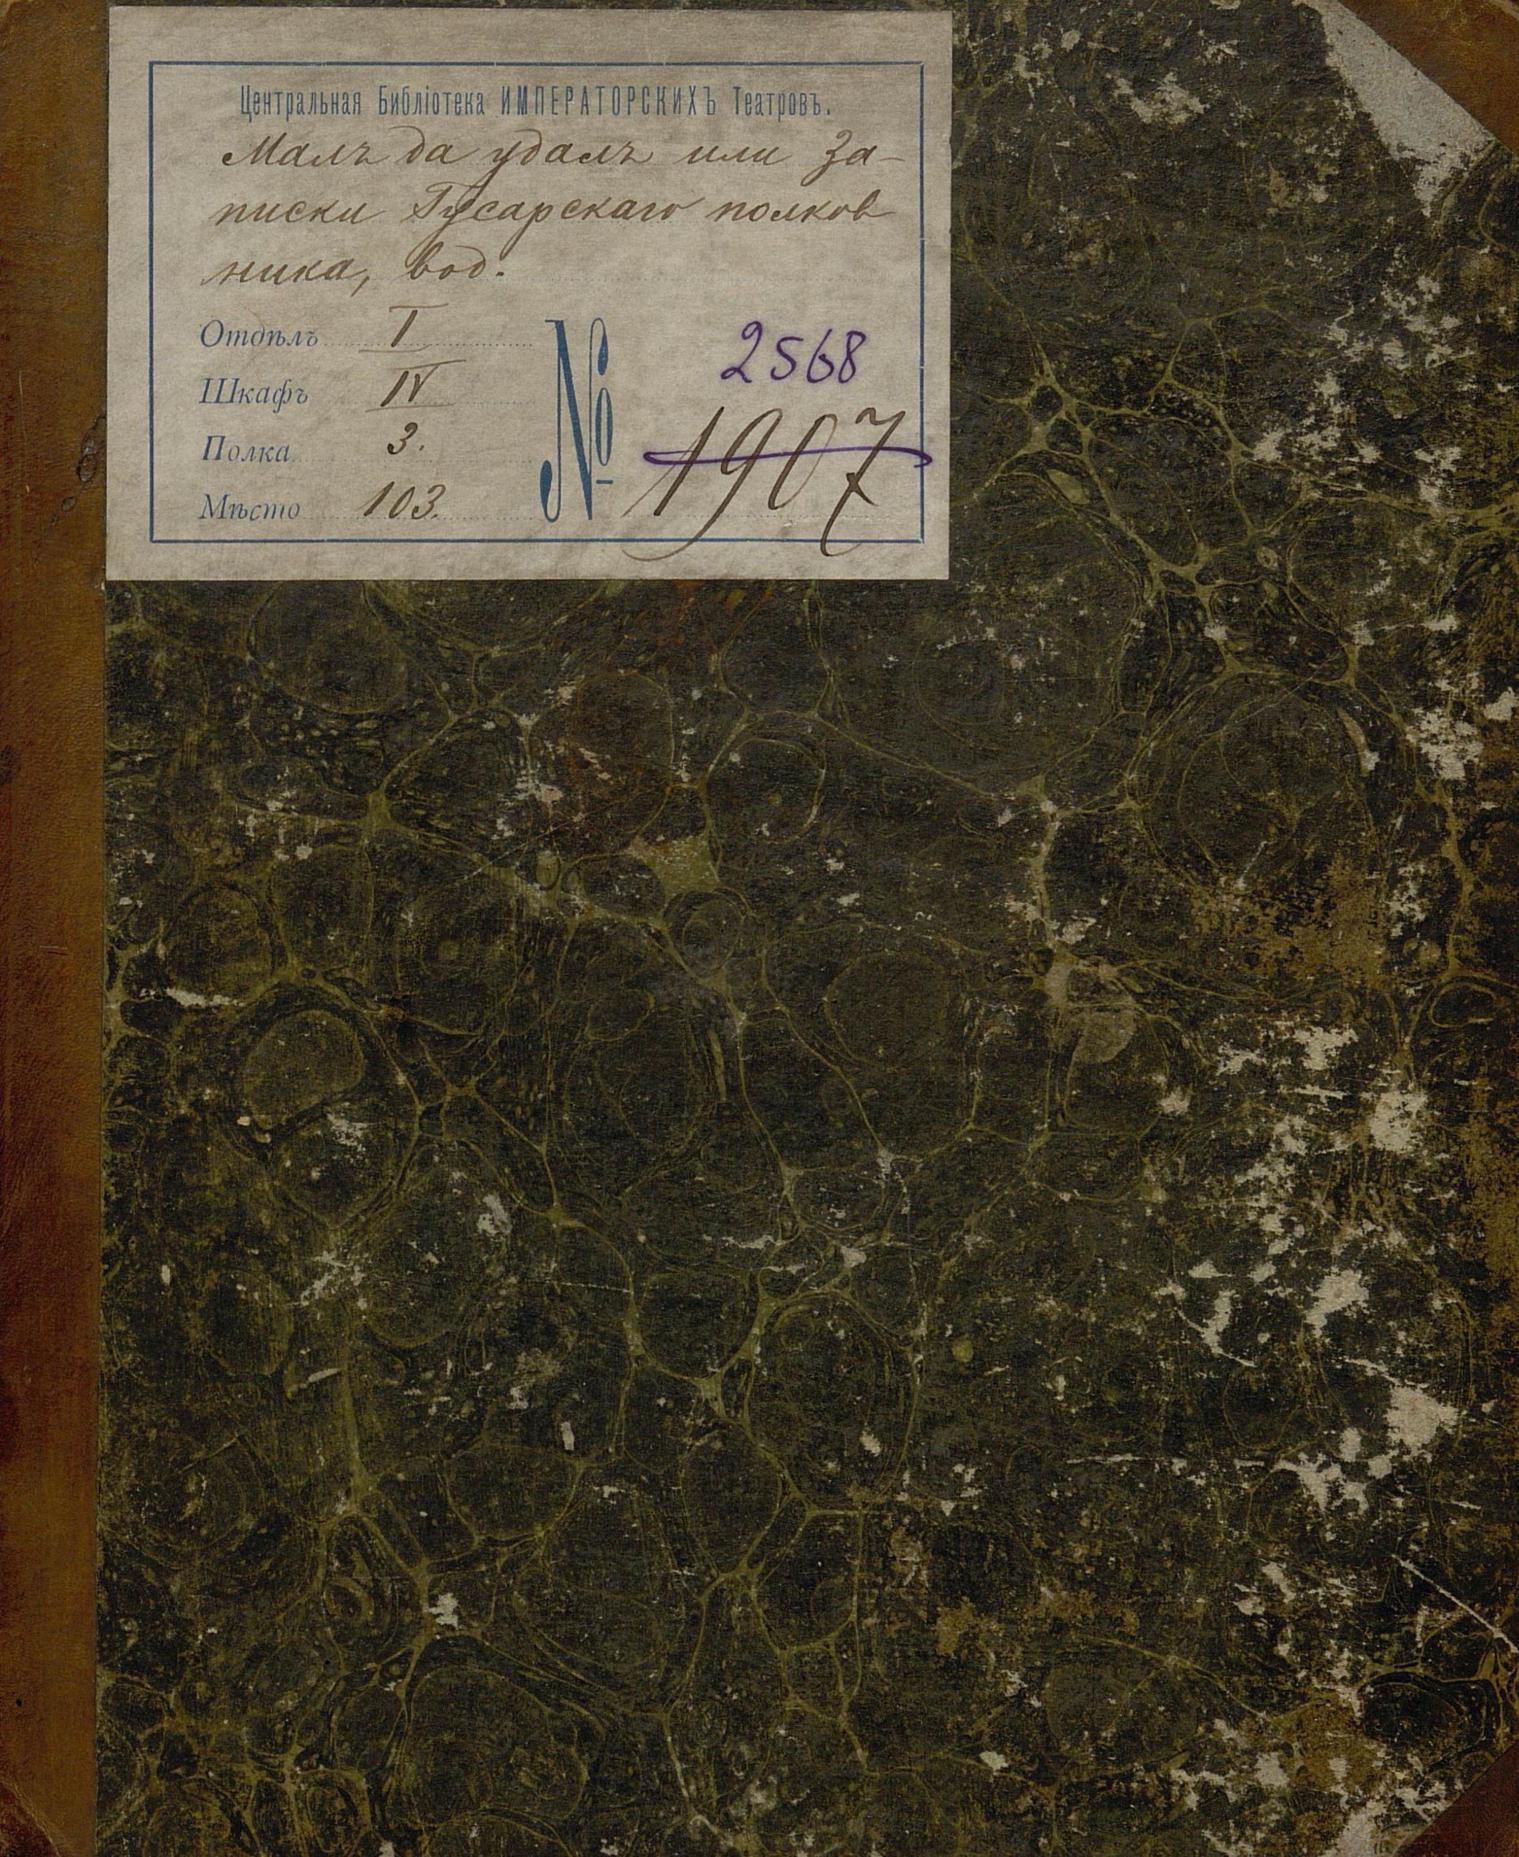 Центральная Библіотека ИМПЕРАТОРСКИХЪ Театровъ.
Малъ да удалъ или За-
писки Гусарскаго полков
ника, вод.
Отдѣлъ I
Шкафъ IV
Полка 3.
Мѣсто 103.
№ 2568
1907